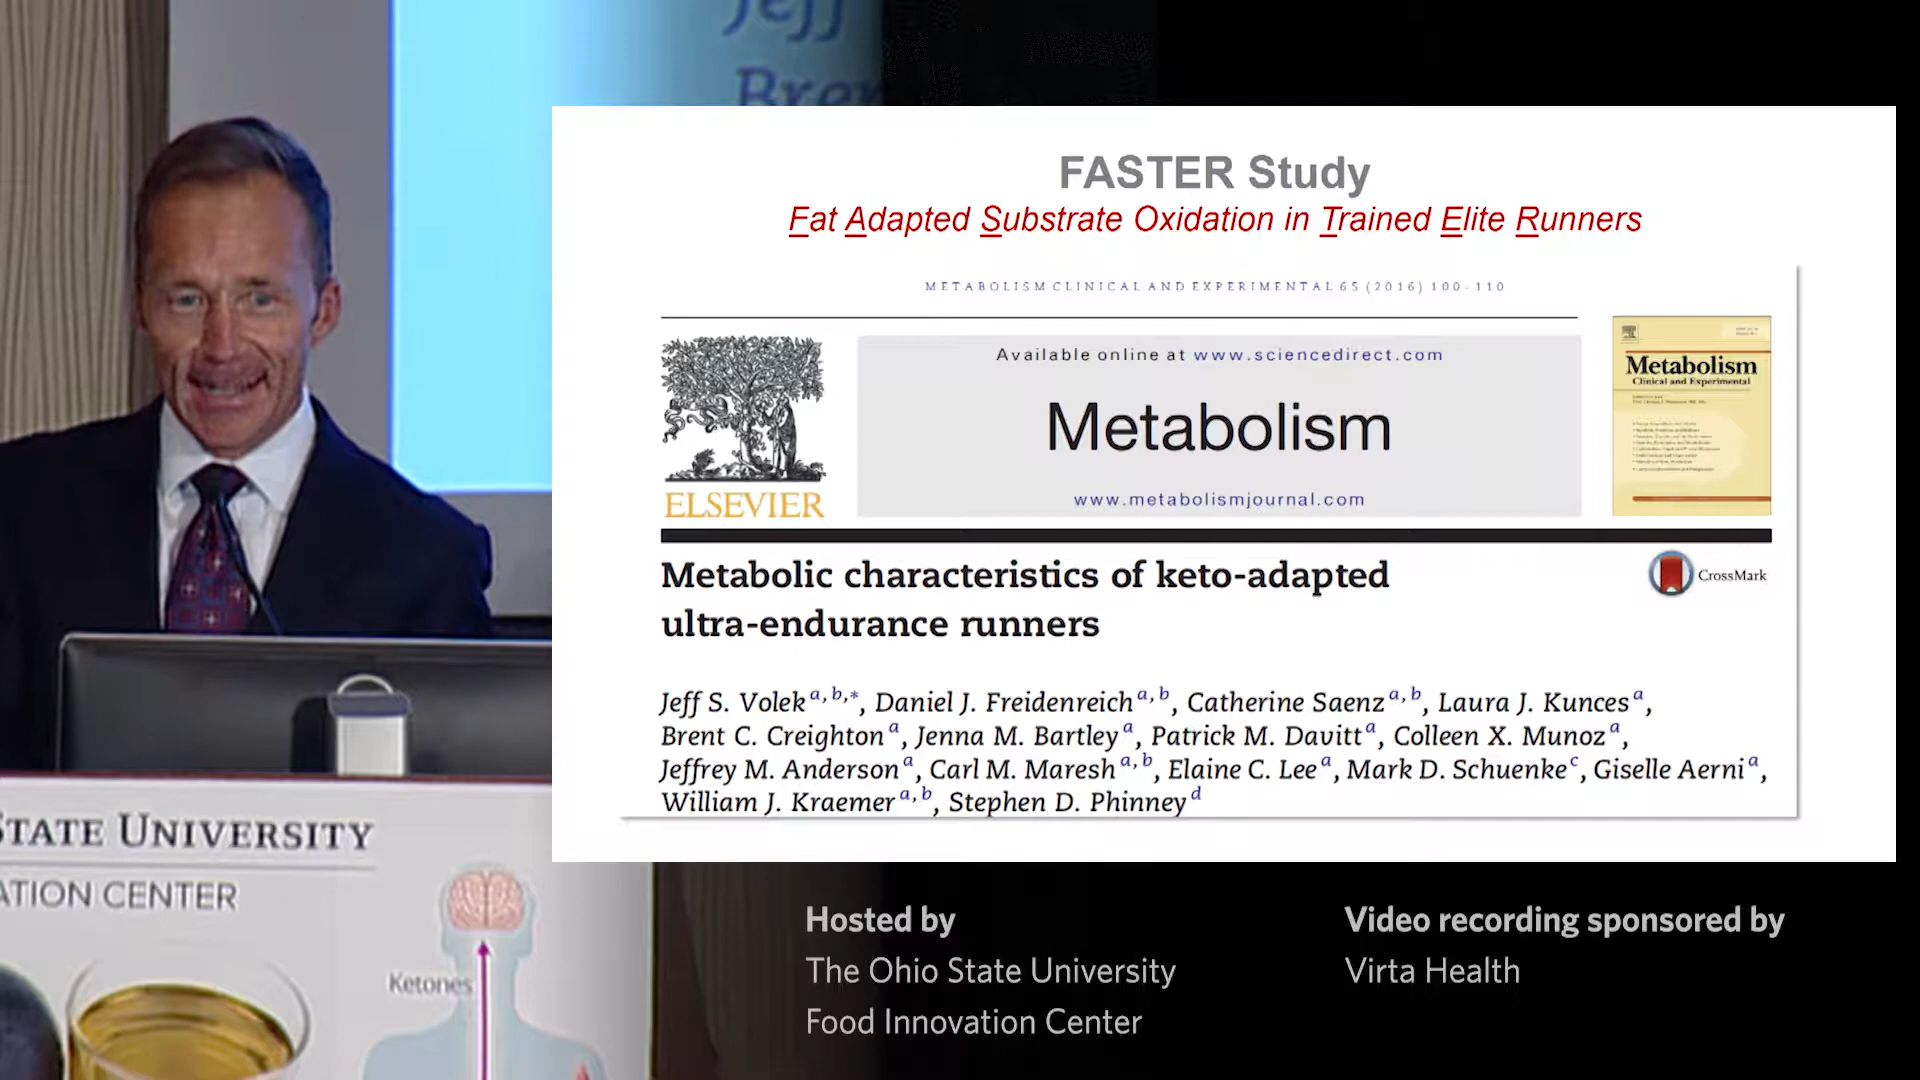 Jeff
FASTER Study
Fat Adapted Substrate Oxidation in Trained Elite Runners
METABOLISM CLINICAL AND EXPERIMENTAL 65 (2016) 100-110
Available online at www.sciencedirect.com
Metabolism
www.metabolismjournal.com
ELSEVIER
Metabolism
Clinical and Experimental
Metabolic characteristics of keto-adapted
ultra-endurance runners
CrossMark
Jeff S. Volek a,b,*, Daniel J. Freidenreich a,b, Catherine Saenz a,b, Laura J. Kunces a,
Brent C. Creighton a, Jenna M. Bartley a, Patrick M. Davitt a, Colleen X. Munoz a,
Jeffrey M. Anderson a, Carl M. Maresh a,b, Elaine C. Lee a, Mark D. Schuenke c, Giselle Aerni a,
William J. Kraemer a,b, Stephen D. Phinney d
STATE UNIVERSITY
ATION CENTER
Ketones
Hosted by
The Ohio State University
Food Innovation Center
Video recording sponsored by
Virta Health